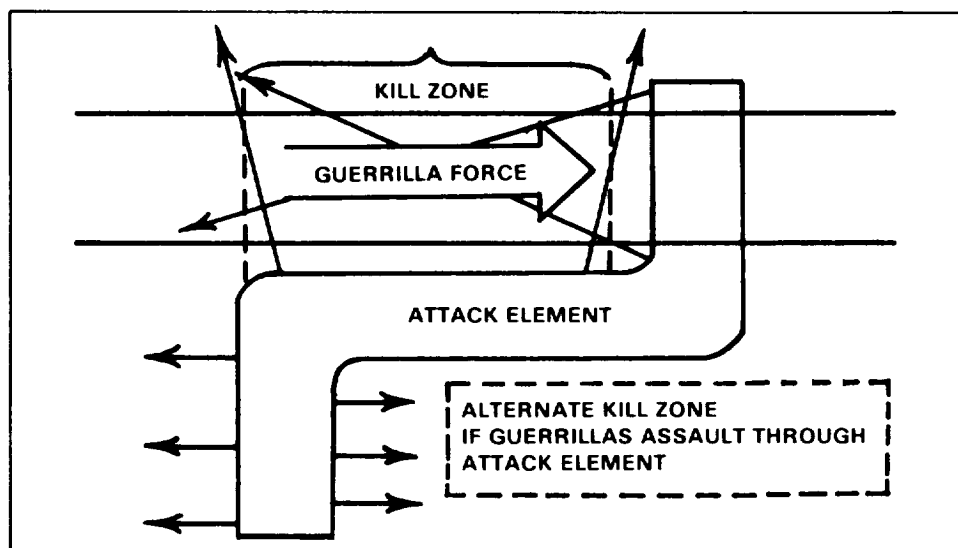 KILL ZONE
GUERRILLA FORCE
ATTACK ELEMENT
ALTERNATE KILL ZONE
IF GUERRILLAS ASSAULT THROUGH
ATTACK ELEMENT